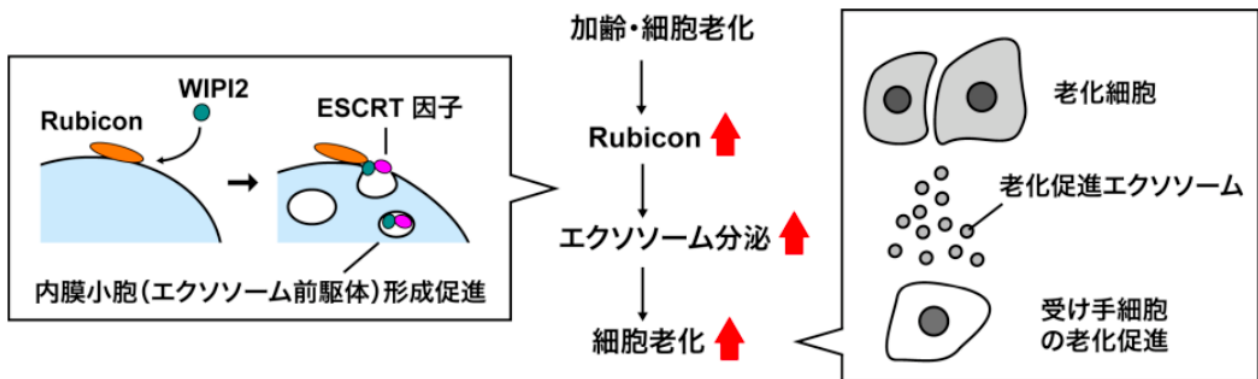 WIPI2
Rubicon
ESCRT 因子
内膜小胞（エクソソーム前駆体）形成促進
加齢・細胞老化
Rubicon
エクソソーム分泌
細胞老化
老化細胞
老化促進エクソソーム
受け手細胞
の老化促進